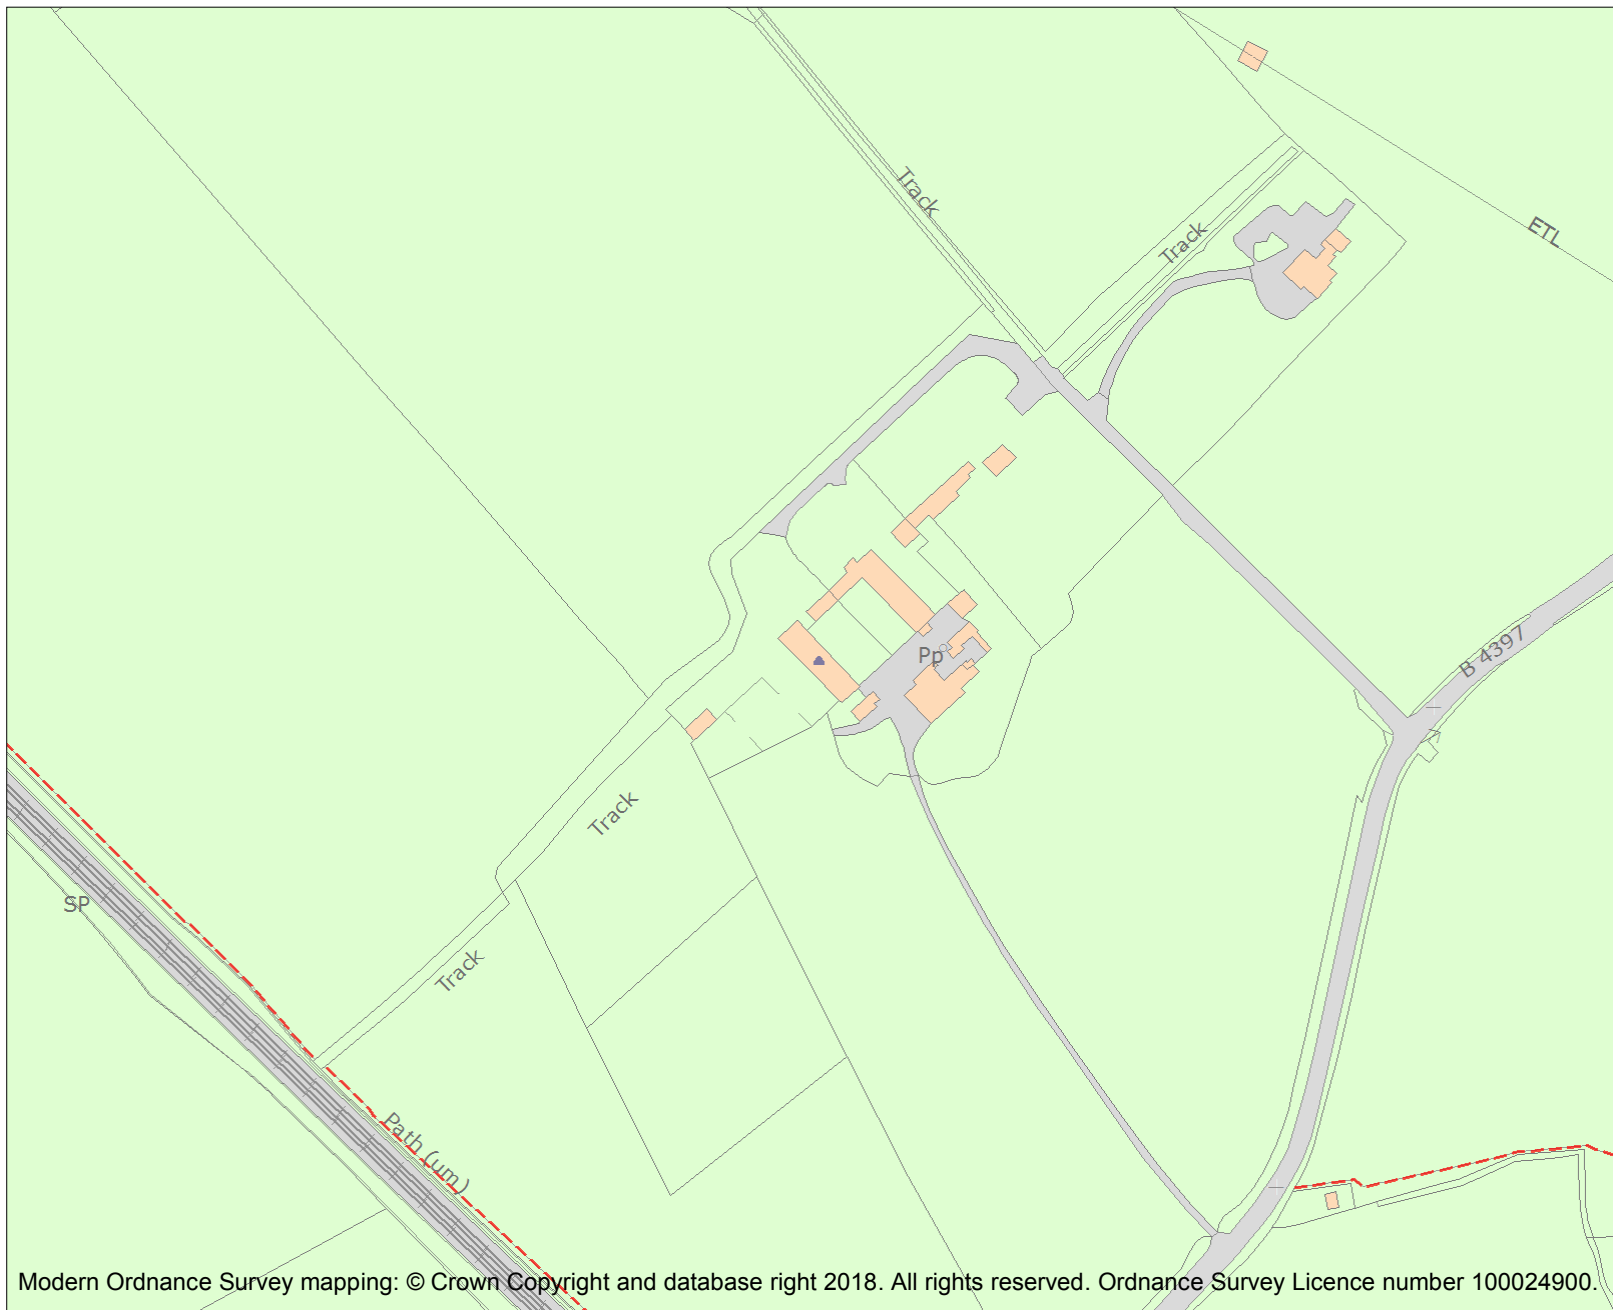 Track
Track
ETL
B 4397
Pp
Track
SP
Track
Path (um)
Modern Ordnance Survey mapping: © Crown Copyright and database right 2018. All rights reserved. Ordnance Survey Licence number 100024900.